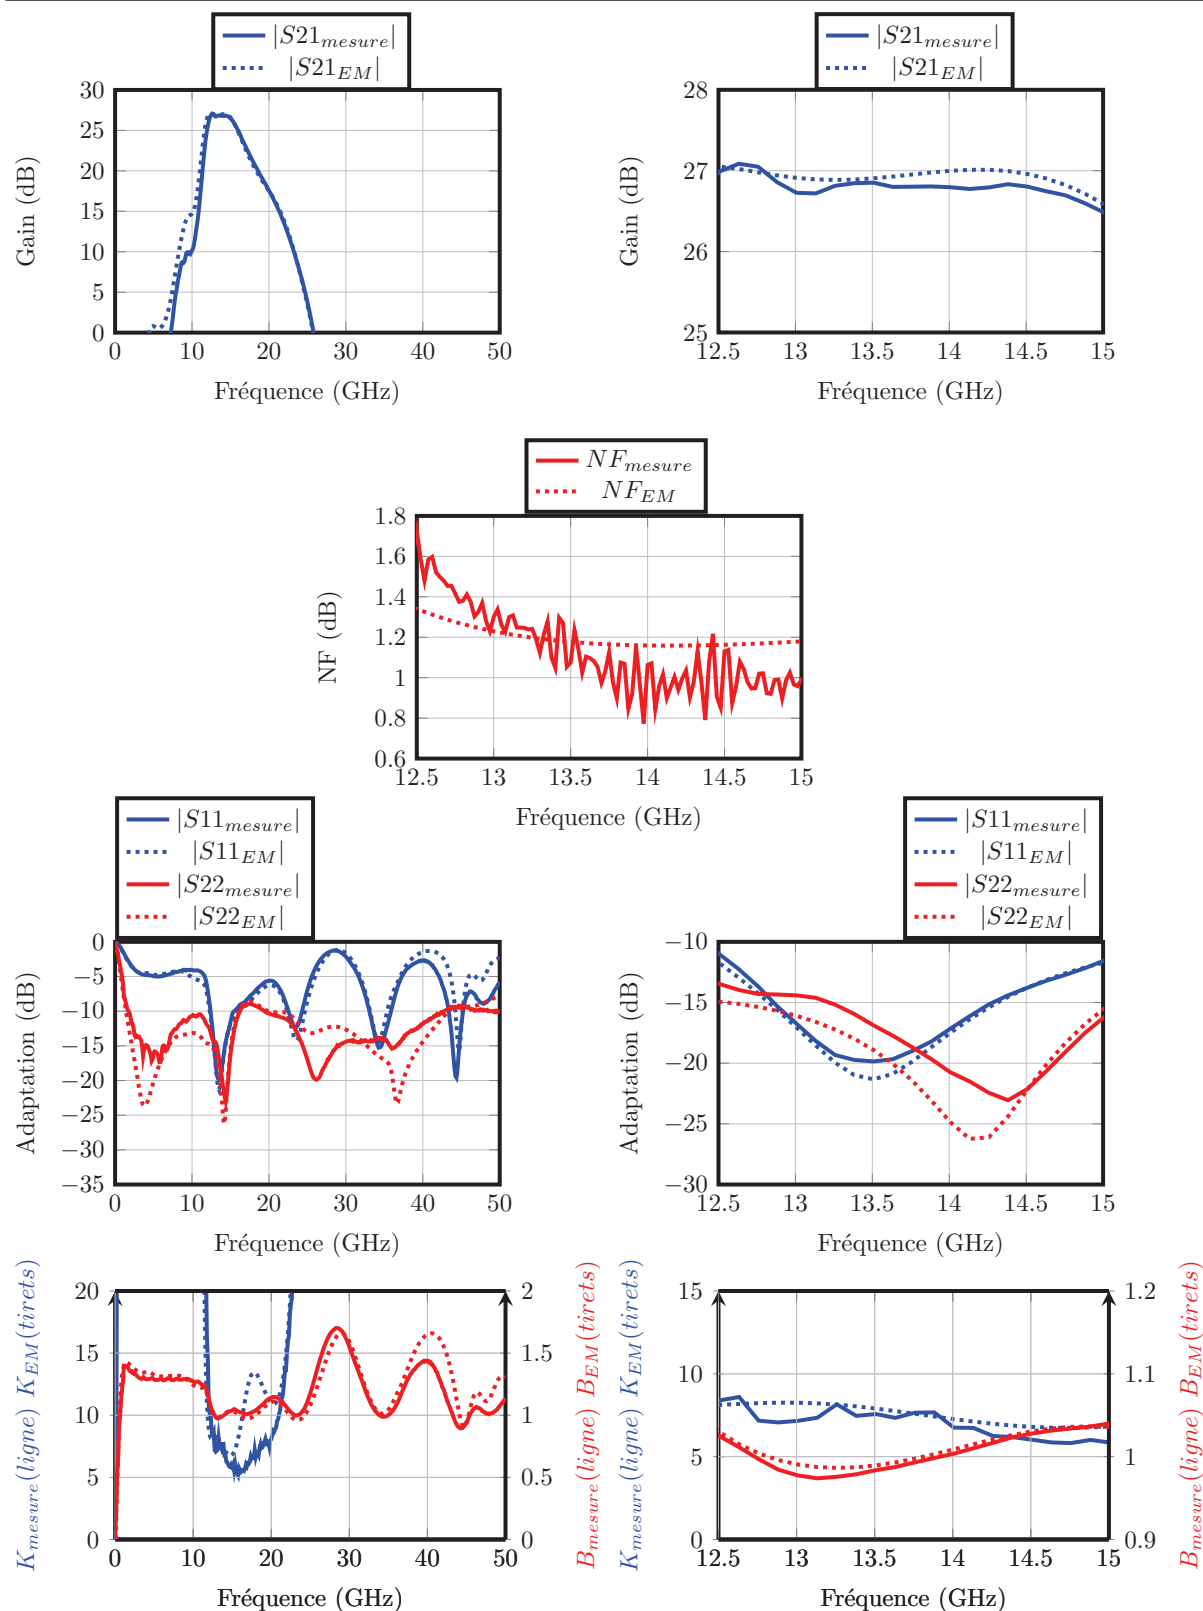 |S21mesure|
|S21EM|
30
25
20
15
10
5
0
0 10 20 30 40 50
Gain (dB)
Fréquence (GHz)
|S21mesure|
|S21EM|
28
27
26
25
12.5 13 13.5 14 14.5 15
Gain (dB)
Fréquence (GHz)
NFmesure
NFEM
1.8
1.6
1.4
1.2
1
0.8
0.6
12.5 13 13.5 14 14.5 15
NF (dB)
Fréquence (GHz)
|S11mesure|
|S11EM|
|S22mesure|
|S22EM|
0
−5
−10
−15
−20
−25
−30
−35
0 10 20 30 40 50
Adaptation (dB)
Fréquence (GHz)
|S11mesure|
|S11EM|
|S22mesure|
|S22EM|
−10
−15
−20
−25
−30
12.5 13 13.5 14 14.5 15
Adaptation (dB)
Fréquence (GHz)
Kmesure(ligne) KEM(tirets)
20
15
10
5
0
0 10 20 30 40 50
2
1.5
1
0.5
0
Bmesure(ligne) BEM(tirets)
Fréquence (GHz)
Kmesure(ligne) KEM(tirets)
15
10
5
0
12.5 13 13.5 14 14.5 15
1.2
1.1
1
0.9
Bmesure(ligne) BEM(tirets)
Fréquence (GHz)